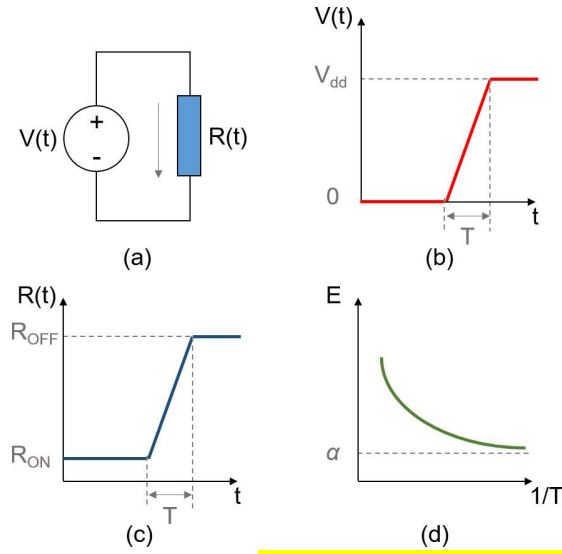 V(t)
+
-
R(t)
(a)
V(t)
V_dd
0
T
t
(b)
R(t)
R_OFF
R_ON
T
t
(c)
E
α
1/T
(d)